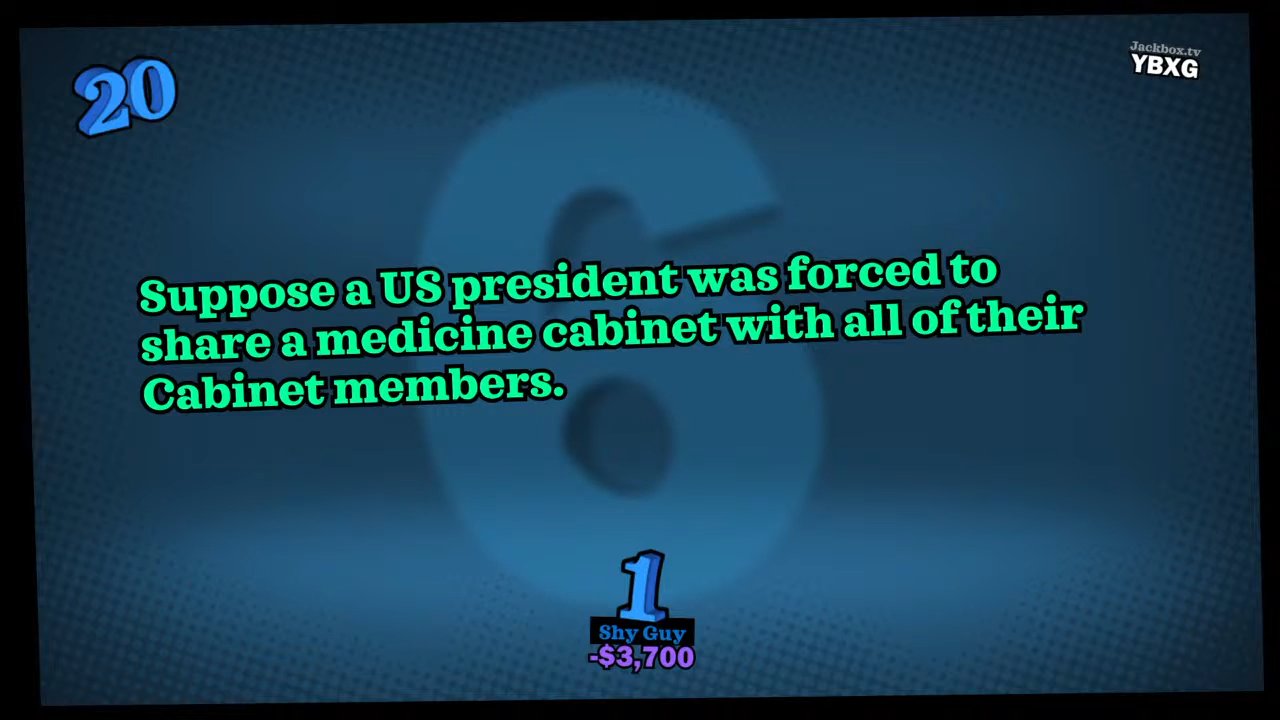 20
Jackbox.tv
YBXG
Suppose a US president was forced to
share a medicine cabinet with all of their
Cabinet members.
6
1
Shy Guy
-$3,700